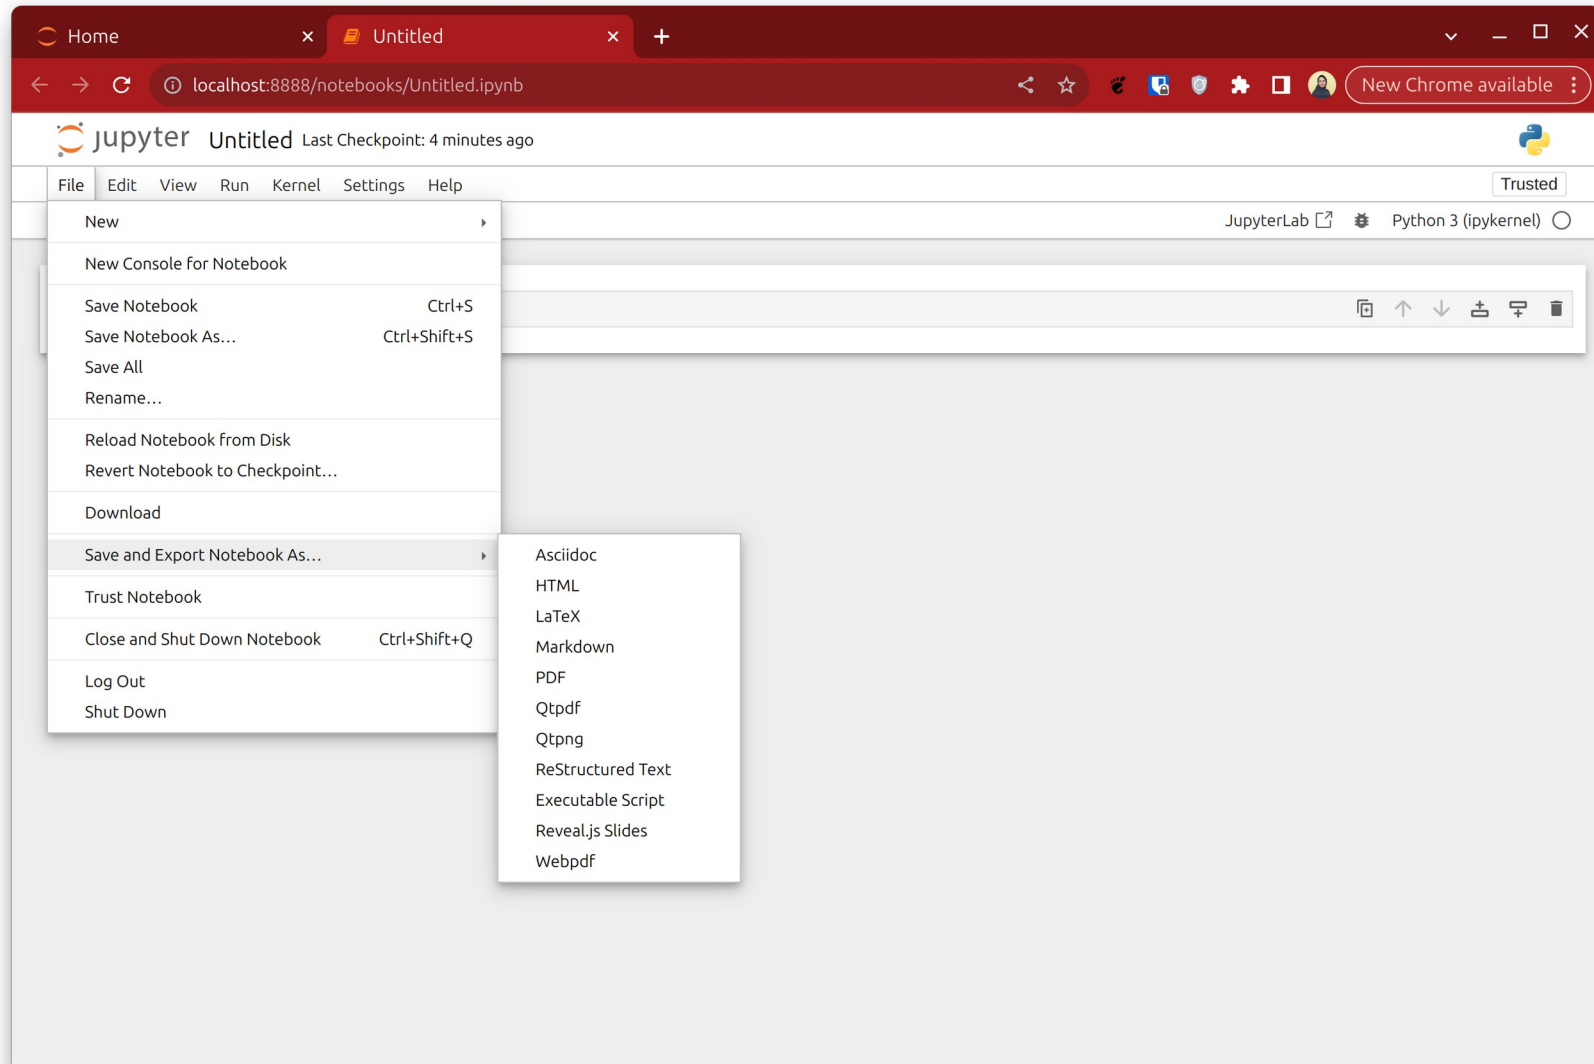 Home
Untitled
localhost:8888/notebooks/Untitled.ipynb
New Chrome available
jupyter Untitled Last Checkpoint: 4 minutes ago
File Edit View Run Kernel Settings Help
Trusted
JupyterLab
Python 3 (ipykernel)
New
New Console for Notebook
Save Notebook Ctrl+S
Save Notebook As… Ctrl+Shift+S
Save All
Rename…
Reload Notebook from Disk
Revert Notebook to Checkpoint…
Download
Save and Export Notebook As…
Trust Notebook
Close and Shut Down Notebook Ctrl+Shift+Q
Log Out
Shut Down
Asciidoc
HTML
LaTeX
Markdown
PDF
Qtpdf
Qtpng
ReStructured Text
Executable Script
Reveal.js Slides
Webpdf